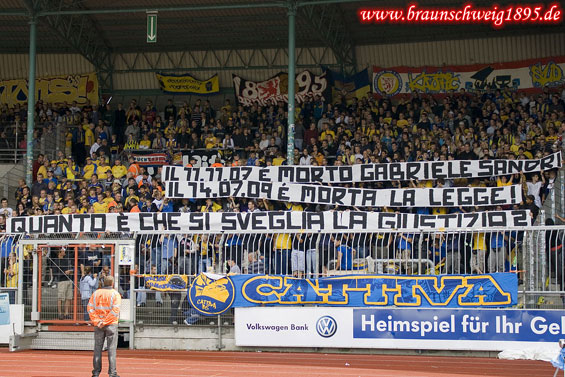 www.braunschweig1895.de
1895
IL 11.11.07 É MORTO GABRIELE SANDRI
IL 14.07.09 É MORTA LA LEGGE!
QUANDO È CHE SI SVEGLIA LA GIUSTIZIA?
CATTIVA
CATTIVA
Volkswagen Bank
Heimspiel für Ihr Gel